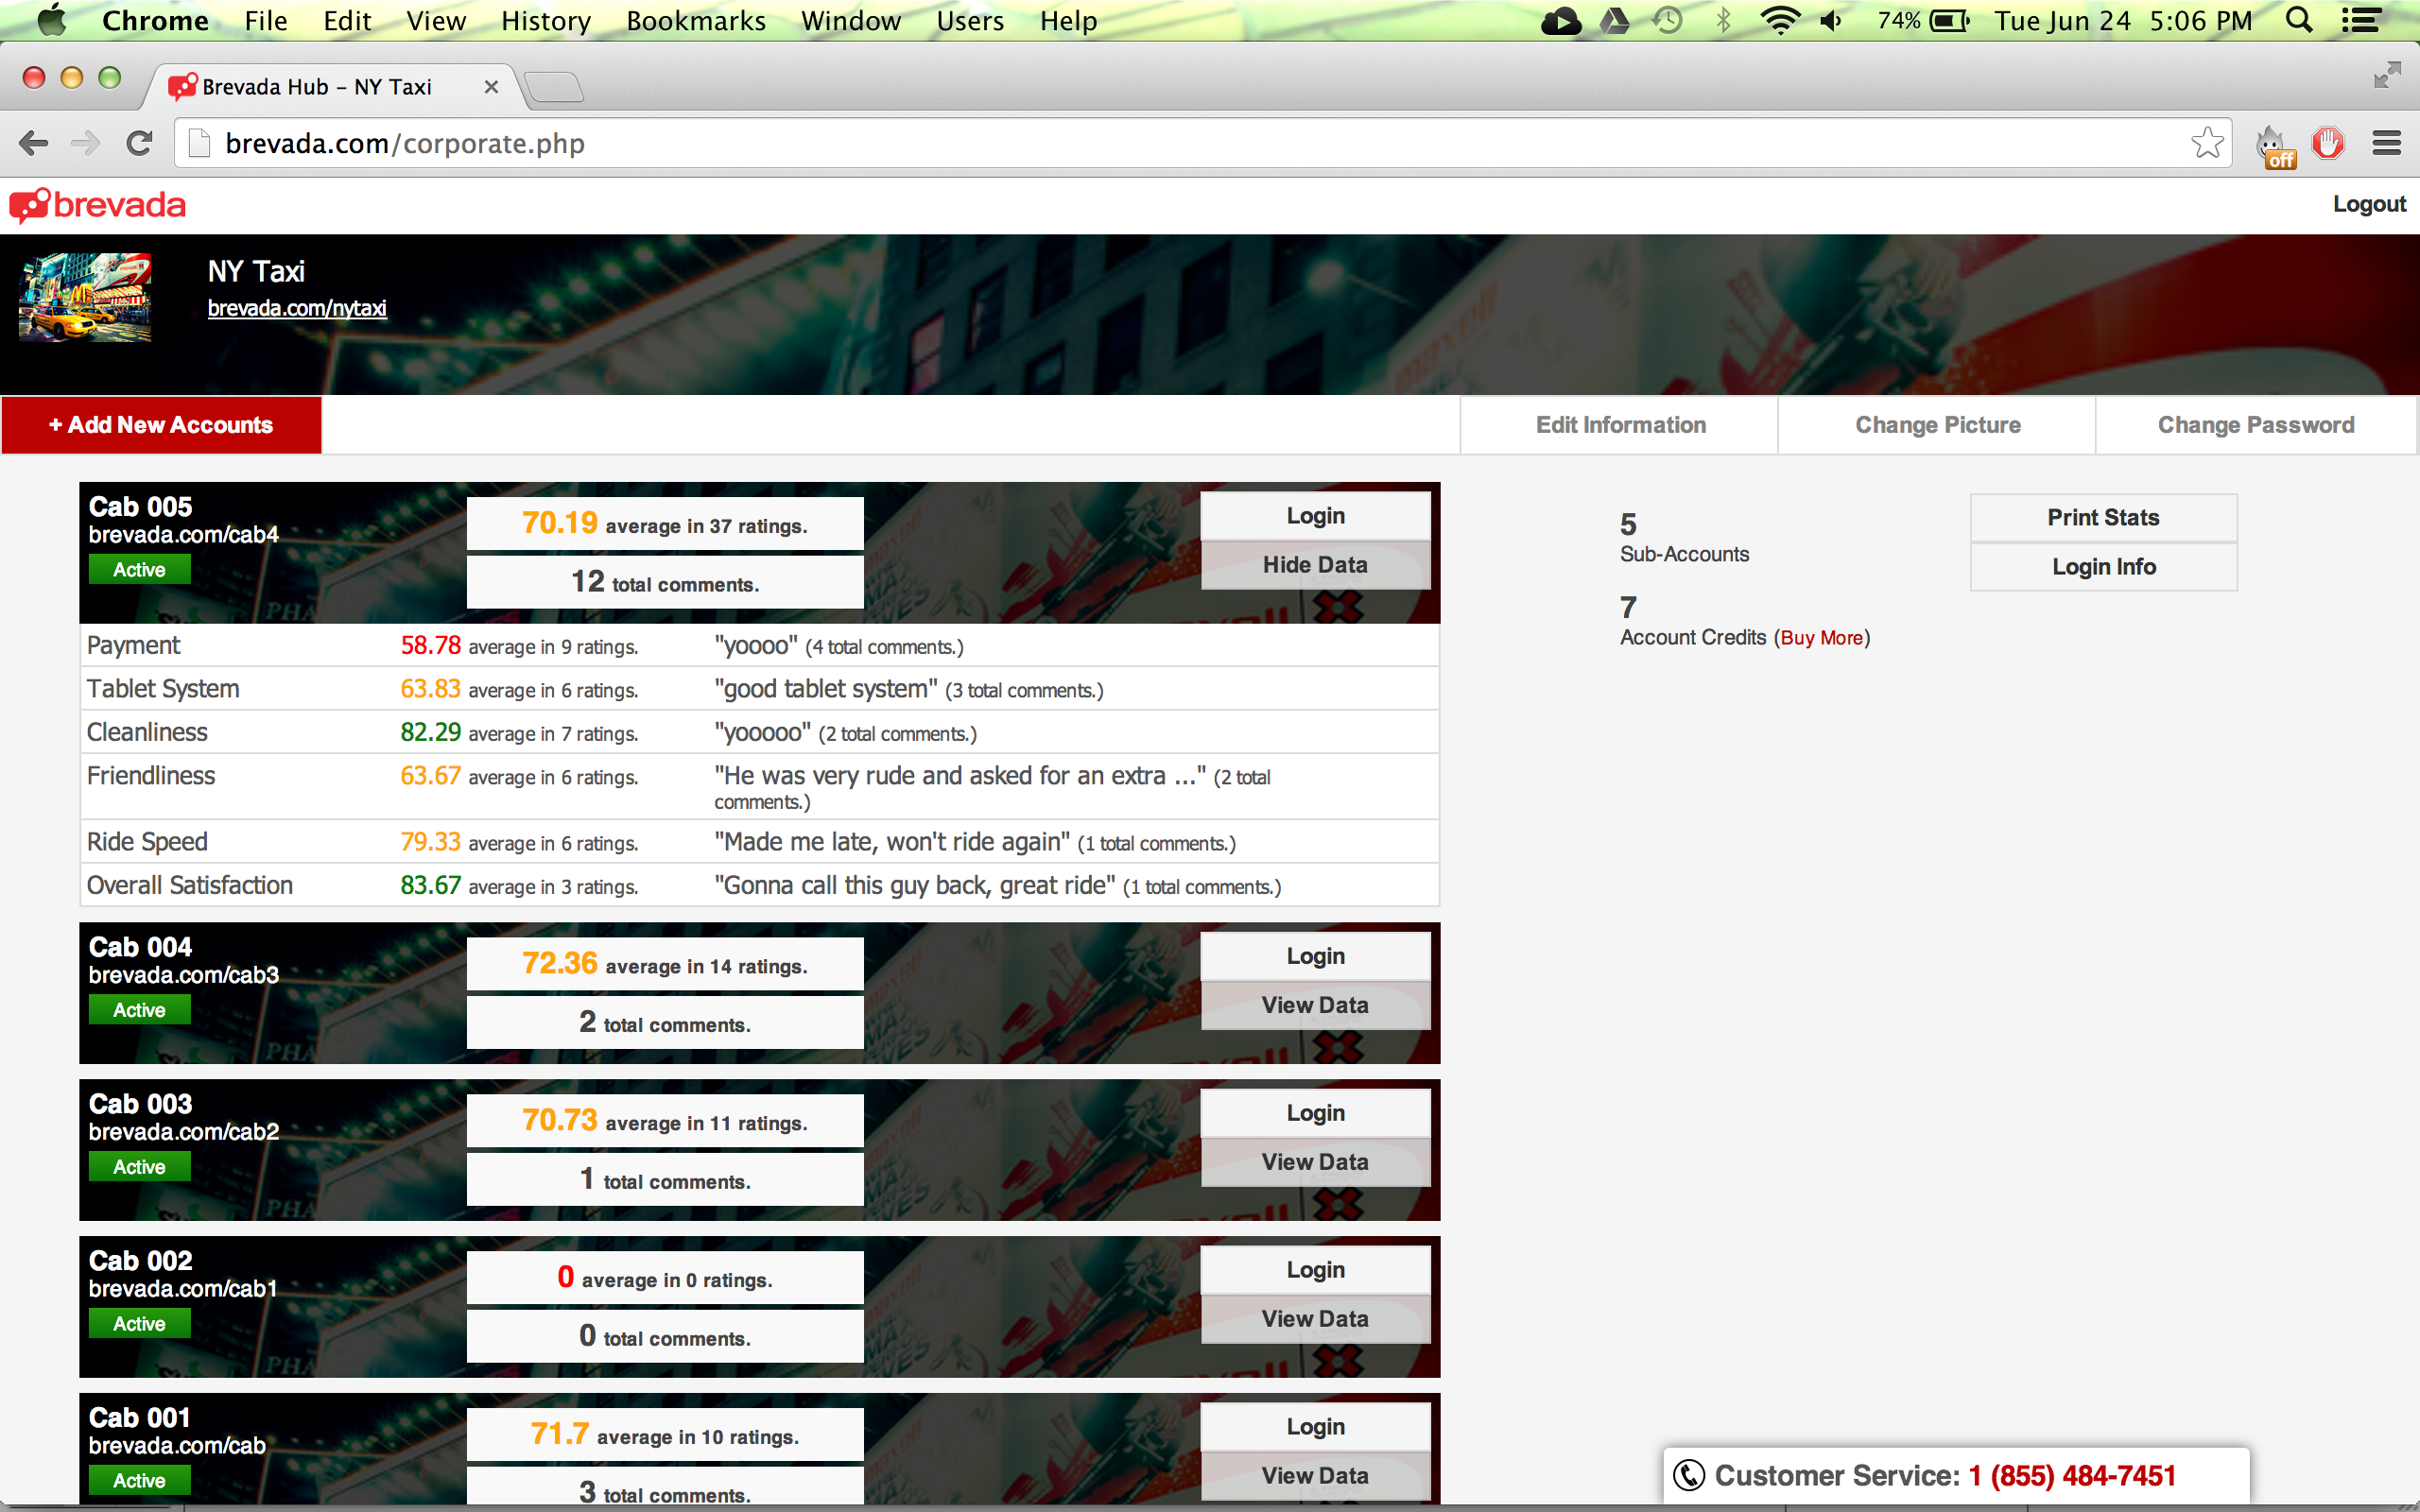 Chrome File Edit View History Bookmarks Window Users Help 74% Tue Jun 24 5:06 PM
Brevada Hub - NY Taxi
brevada.com/corporate.php
off
brevada Logout
NY Taxi
brevada.com/nytaxi
+ Add New Accounts Edit Information Change Picture Change Password
Cab 005
brevada.com/cab4
Active
70.19 average in 37 ratings.
12 total comments.
Login
Hide Data
Payment 58.78 average in 9 ratings. "yoooo" (4 total comments.)
Tablet System 63.83 average in 6 ratings. "good tablet system" (3 total comments.)
Cleanliness 82.29 average in 7 ratings. "yooooo" (2 total comments.)
Friendliness 63.67 average in 6 ratings. "He was very rude and asked for an extra ..." (2 total
comments.)
Ride Speed 79.33 average in 6 ratings. "Made me late, won't ride again" (1 total comments.)
Overall Satisfaction 83.67 average in 3 ratings. "Gonna call this guy back, great ride" (1 total comments.)
Cab 004
brevada.com/cab3
Active
72.36 average in 14 ratings.
2 total comments.
Login
View Data
Cab 003
brevada.com/cab2
Active
70.73 average in 11 ratings.
1 total comments.
Login
View Data
Cab 002
brevada.com/cab1
Active
0 average in 0 ratings.
0 total comments.
Login
View Data
Cab 001
brevada.com/cab
Active
71.7 average in 10 ratings.
3 total comments.
Login
View Data
5
Sub-Accounts
7
Account Credits (Buy More)
Print Stats
Login Info
Customer Service: 1 (855) 484-7451